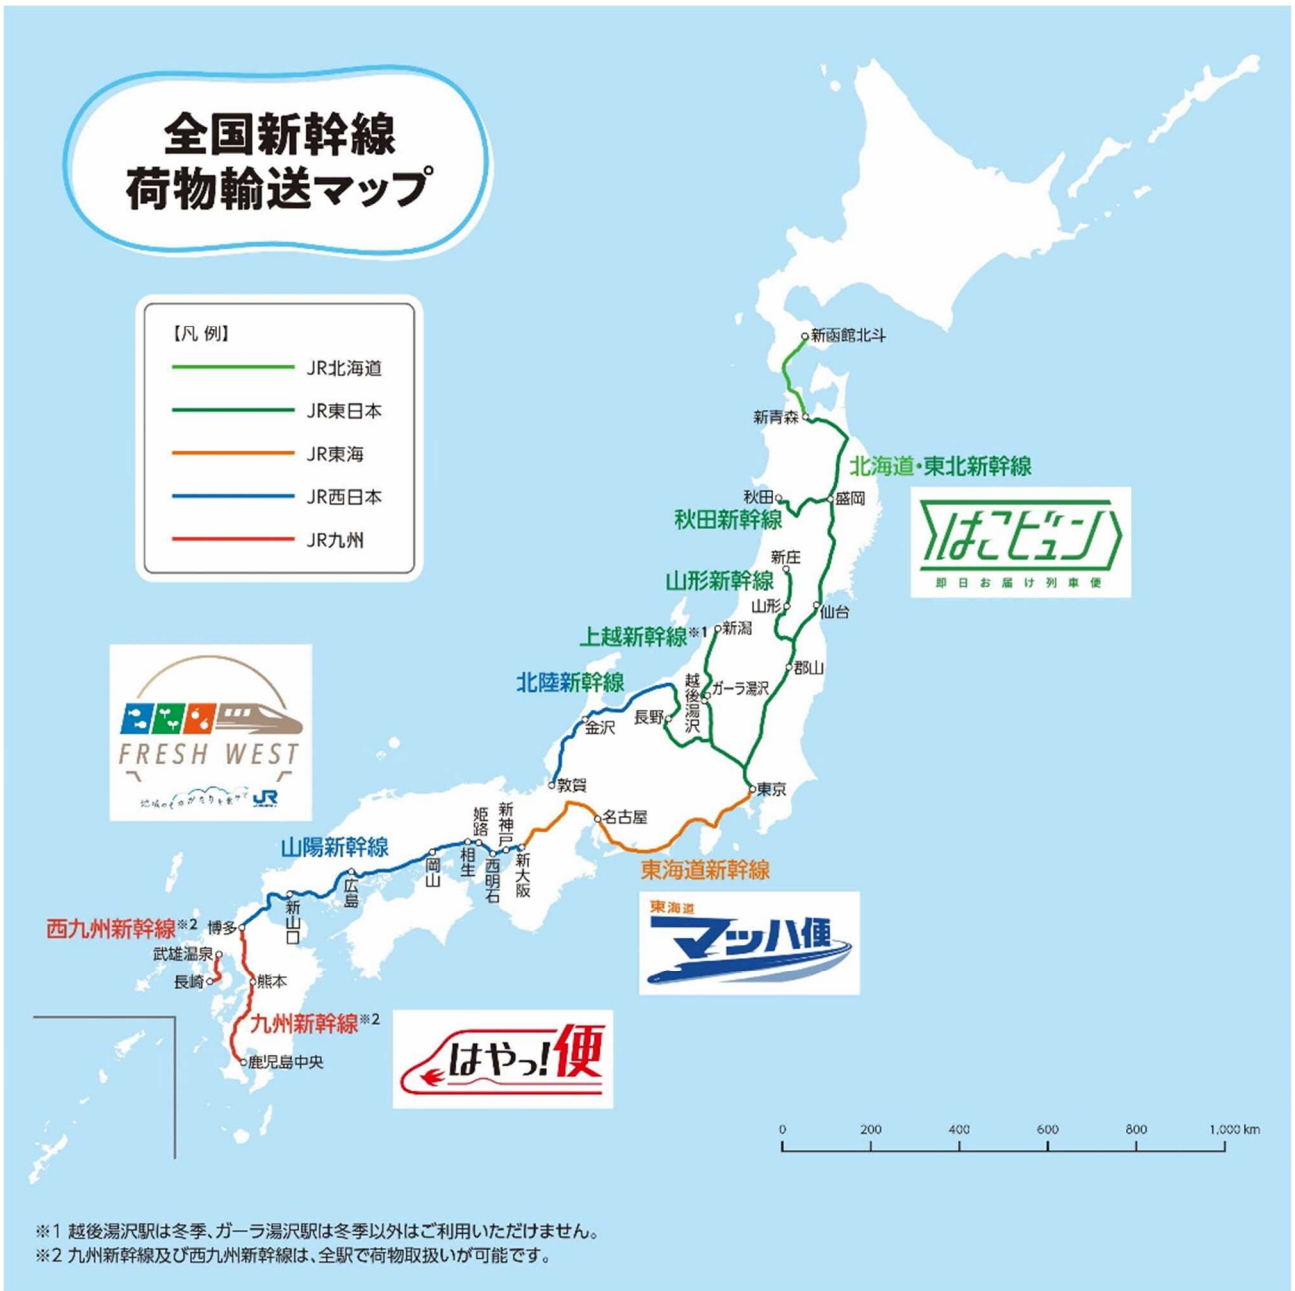 全国新幹線
荷物輸送マップ
【凡 例】
JR北海道
JR東日本
JR東海
JR西日本
JR九州
新函館北斗
新青森
北海道・東北新幹線
秋田
盛岡
秋田新幹線
はこビュン
即日お届け列車便
新庄
山形新幹線
山形
仙台
上越新幹線※1
新潟
郡山
北陸新幹線
越後湯沢
ガーラ湯沢
長野
金沢
敦賀
東京
FRESH WEST
JR
名古屋
新神戸
姫路
山陽新幹線
相生
西明石
新大阪
岡山
広島
新山口
東海道新幹線
東海道
マッハ便
西九州新幹線※2
博多
武雄温泉
長崎
熊本
九州新幹線※2
はやっ!便
鹿児島中央
0 200 400 600 800 1,000 km
※1 越後湯沢駅は冬季、ガーラ湯沢駅は冬季以外はご利用いただけません。
※2 九州新幹線及び西九州新幹線は、全駅で荷物取扱いが可能です。